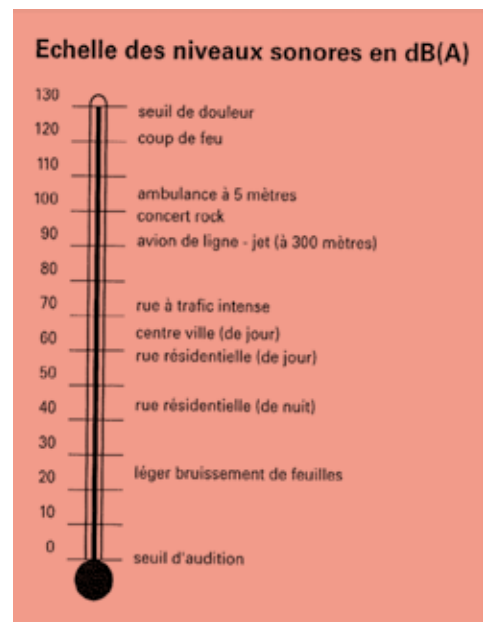 Echelle des niveaux sonores en dB(A)
130
seuil de douleur
120
coup de feu
110
ambulance à 5 mètres
100
concert rock
90
avion de ligne - jet (à 300 mètres)
80
70
rue à trafic intense
centre ville (de jour)
60
rue résidentielle (de jour)
50
40
rue résidentielle (de nuit)
30
20
léger bruissement de feuilles
10
0
seuil d'audition